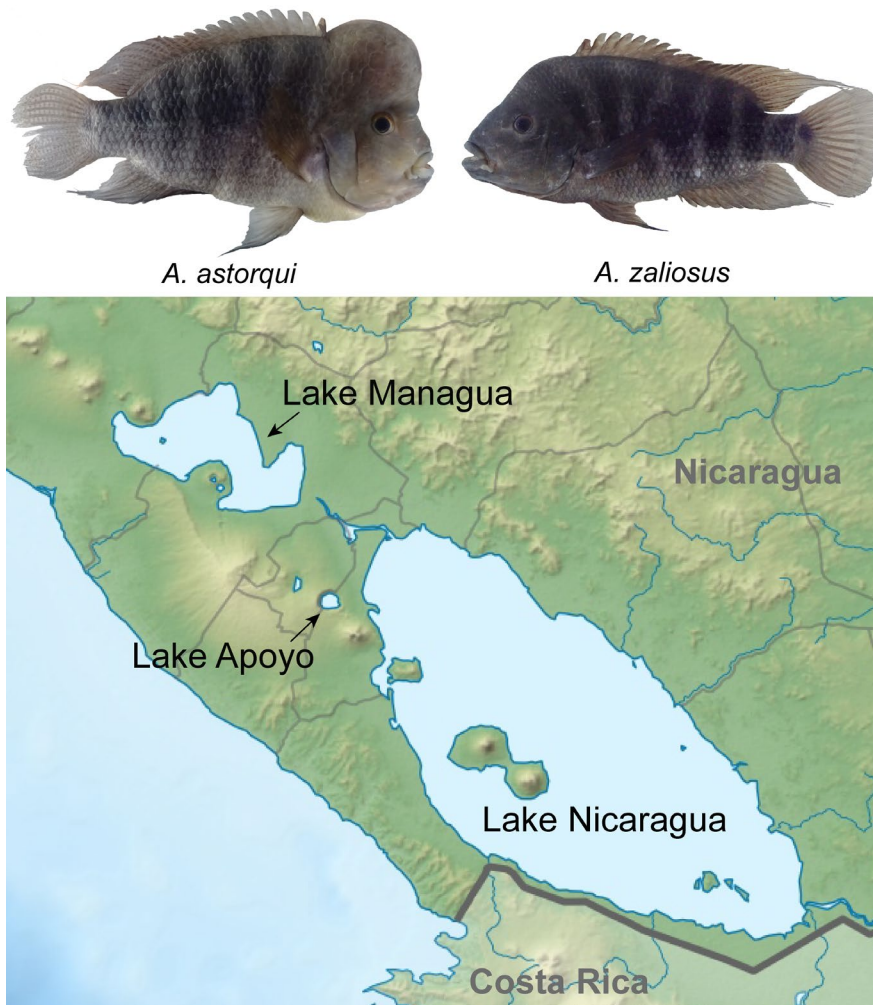 A. astorqui
A. zaliosus
Lake Managua
Nicaragua
Lake Apoyo
Lake Nicaragua
Costa Rica